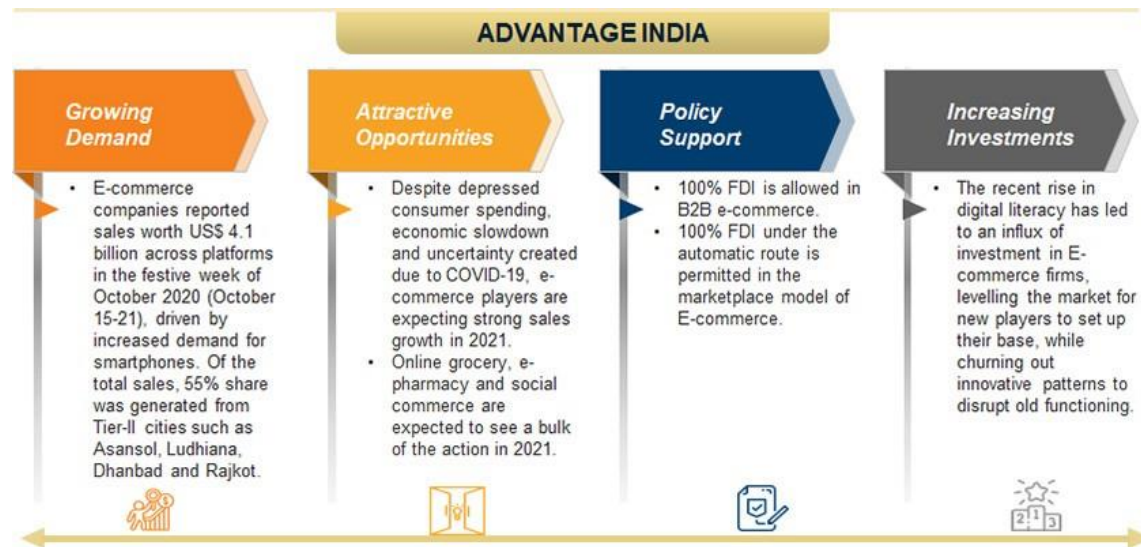 ADVANTAGE INDIA
Growing
Demand
• E-commerce
companies reported
sales worth US$ 4.1
billion across platforms
in the festive week of
October 2020 (October
15-21), driven by
increased demand for
smartphones. Of the
total sales, 55% share
was generated from
Tier-II cities such as
Asansol, Ludhiana,
Dhanbad and Rajkot.
Attractive
Opportunities
• Despite depressed
consumer spending,
economic slowdown
and uncertainty created
due to COVID-19, e-
commerce players are
expecting strong sales
growth in 2021.
• Online grocery, e-
pharmacy and social
commerce are
expected to see a bulk
of the action in 2021.
Policy
Support
• 100% FDI is allowed in
B2B e-commerce.
• 100% FDI under the
automatic route is
permitted in the
marketplace model of
E-commerce.
Increasing
Investments
• The recent rise in
digital literacy has led
to an influx of
investment in E-
commerce firms,
levelling the market for
new players to set up
their base, while
churning out
innovative patterns to
disrupt old functioning.
2 1 3